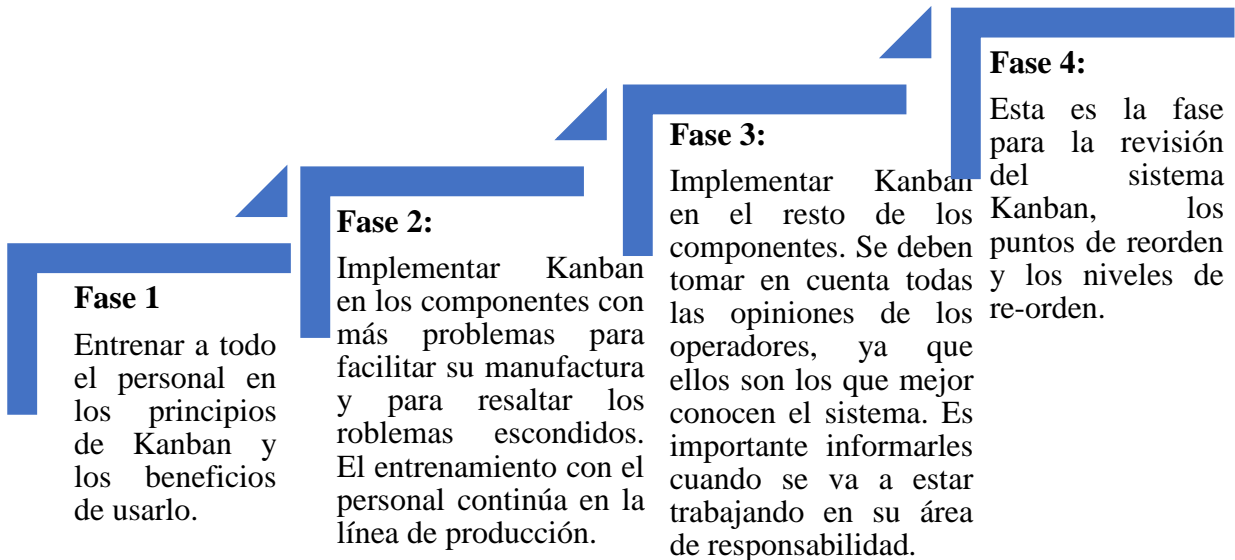 Fase 1
Entrenar a todo
el personal en
los principios
de Kanban y
los beneficios
de usarlo.
Fase 2:
Implementar Kanban
en los componentes con
más problemas para
facilitar su manufactura
y para resaltar los
roblemas escondidos.
El entrenamiento con el
personal continúa en la
línea de producción.
Fase 3:
Implementar Kanban
en el resto de los
componentes. Se deben
tomar en cuenta todas
las opiniones de los
operadores, ya que
ellos son los que mejor
conocen el sistema. Es
importante informarles
cuando se va a estar
trabajando en su área
de responsabilidad.
Fase 4:
Esta es la fase
para la revisión
del sistema
Kanban, los
puntos de reorden
y los niveles de
re-orden.